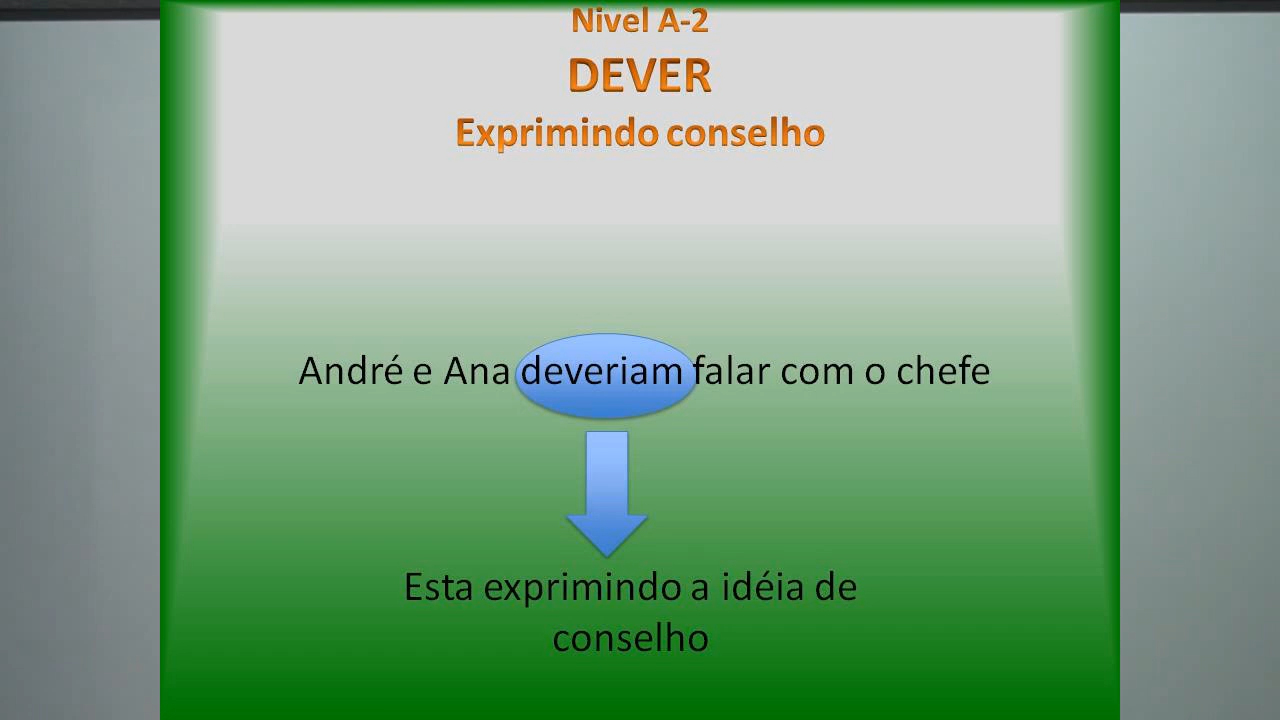 Nivel A-2
DEVER
Exprimindo conselho
André e Ana deveriam falar com o chefe
Esta exprimindo a idéia de
conselho